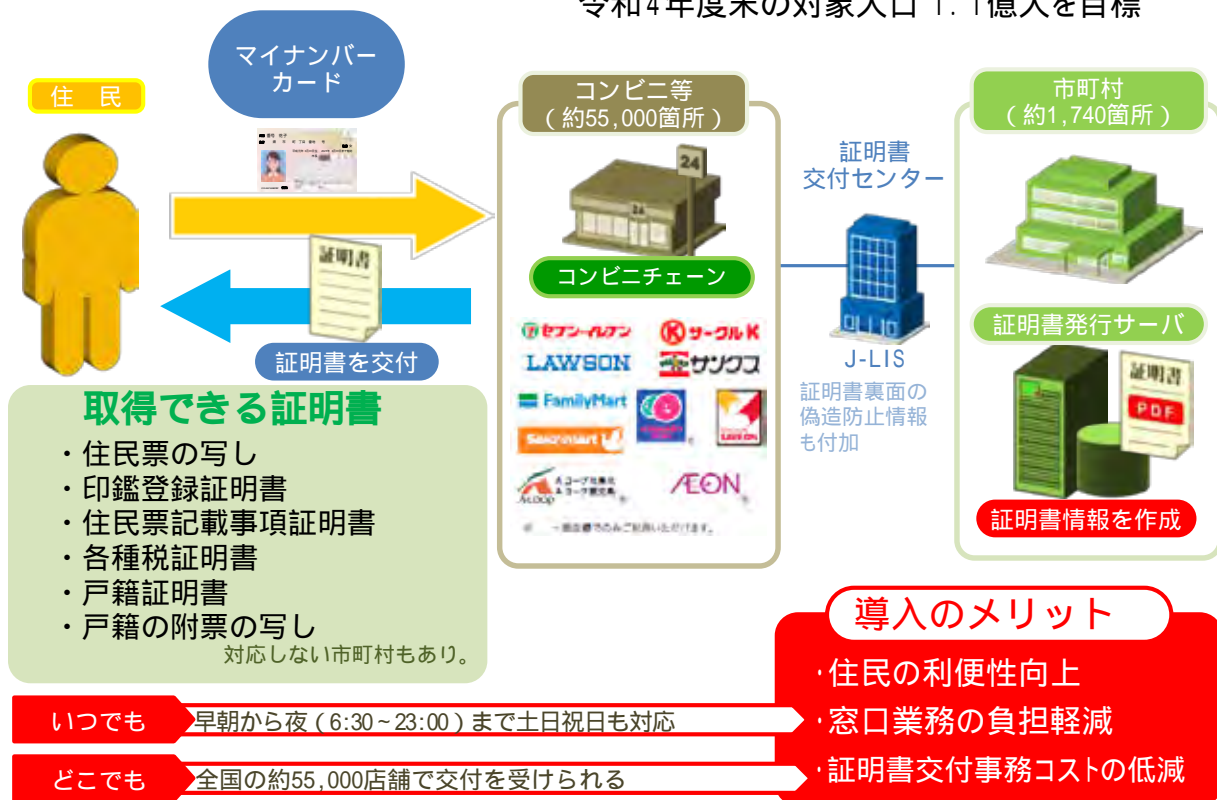 令和4年度末の対象人口 1.1億人を目標
マイナンバー
カード
住 民
コンビニ等
(約55,000箇所)
市町村
(約1,740箇所)
証明書
交付センター
24
24
証明書
コンビニチェーン
セブン-イレブン
サークルK
LAWSON
サンクス
FamilyMart
Seicomart
A-COOP
ÆON
証明書を交付
J-LIS
証明書裏面の
偽造防止情報
も付加
証明書発行サーバ
証明書
PDF
証明書情報を作成
取得できる証明書
・住民票の写し
・印鑑登録証明書
・住民票記載事項証明書
・各種税証明書
・戸籍証明書
・戸籍の附票の写し
対応しない市町村もあり。
導入のメリット
・住民の利便性向上
・窓口業務の負担軽減
・証明書交付事務コストの低減
いつでも
早朝から夜(6:30~23:00)まで土日祝日も対応
どこでも
全国の約55,000店舗で交付を受けられる